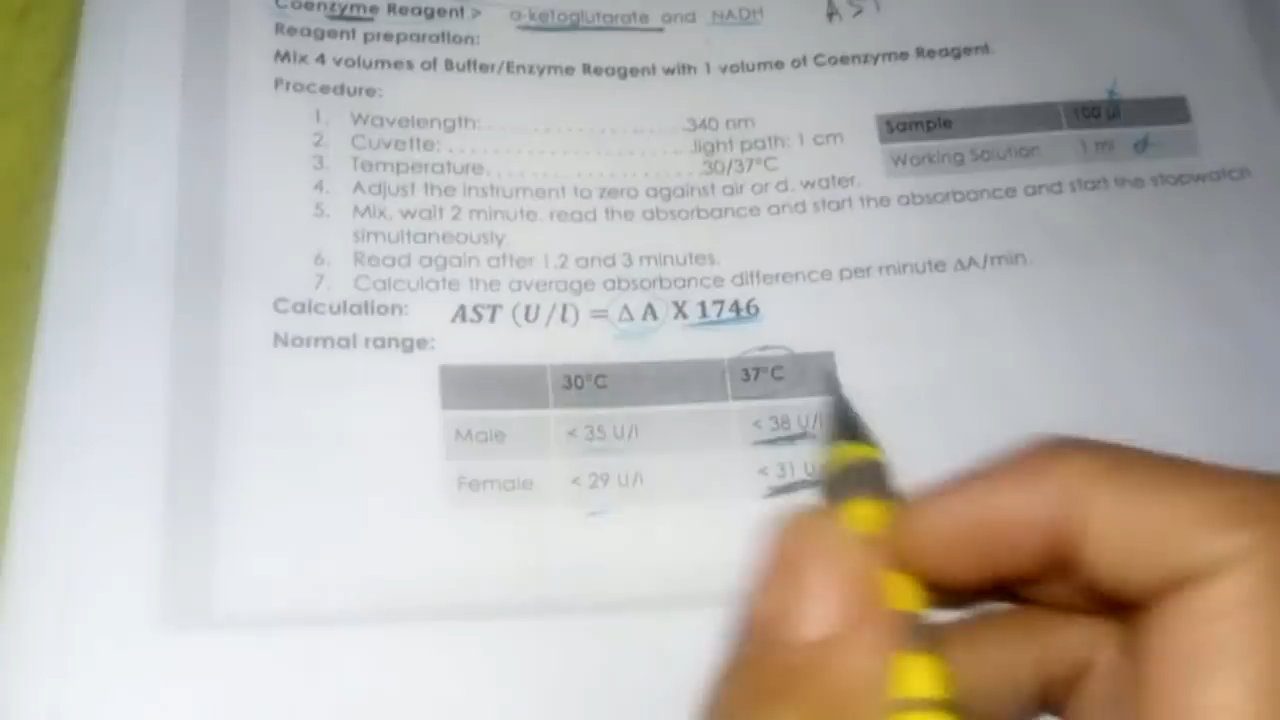 Coenzyme Reagent > α-ketoglutarate and NADH AST
Reagent preparation:
Mix 4 volumes of Buffer/Enzyme Reagent with 1 volume of Coenzyme Reagent.
Procedure:
1. Wavelength: 340 nm
2. Cuvette: light path: 1 cm
3. Temperature 30/37°C
Sample 100 µl
Working Solution 1 ml
4. Adjust the instrument to zero against air or d. water.
5. Mix, wait 2 minute, read the absorbance and start the absorbance and start the stopwatch
simultaneously.
6. Read again after 1,2 and 3 minutes.
7. Calculate the average absorbance difference per minute ΔA/min.
Calculation: AST (U/l) = Δ A X 1746
Normal range:
30°C 37°C
Male < 35 U/l < 38 U/l
Female < 29 U/l < 31 U